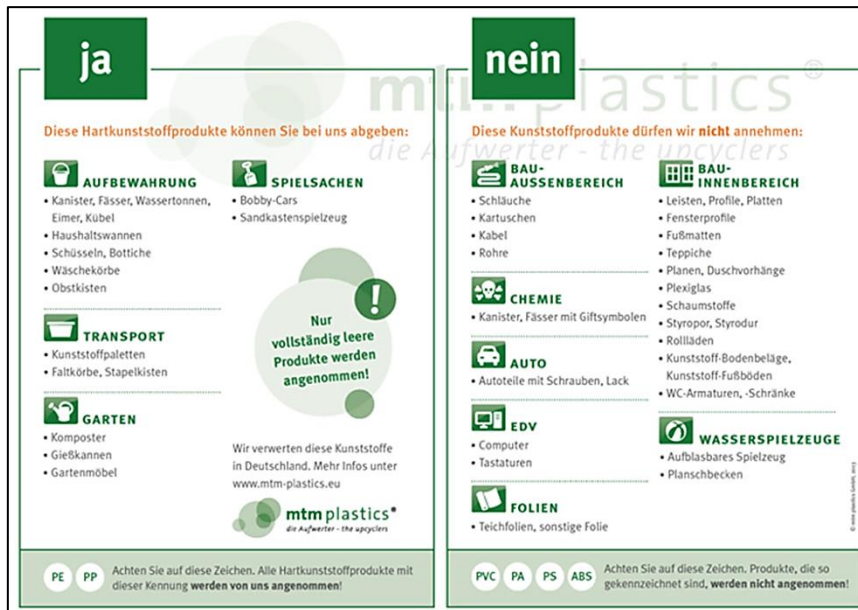 ja
Diese Hartkunststoffprodukte können Sie bei uns abgeben:
AUFBEWAHRUNG
• Kanister, Fässer, Wassertonnen,
Eimer, Kübel
• Haushaltswannen
• Schüsseln, Bottiche
• Wäschekörbe
• Obstkisten
TRANSPORT
• Kunststoffpaletten
• Faltkörbe, Stapelkisten
GARTEN
• Komposter
• Gießkannen
• Gartenmöbel
SPIELSACHEN
• Bobby-Cars
• Sandkastenspielzeug
!
Nur
vollständig leere
Produkte werden
angenommen!
Wir verwerten diese Kunststoffe
in Deutschland. Mehr Infos unter
www.mtm-plastics.eu
mtm plastics®
die Aufwerter - the upcyclers
PE PP
Achten Sie auf diese Zeichen. Alle Hartkunststoffprodukte mit
dieser Kennung werden von uns angenommen!
nein
mtm plastics®
die Aufwerter - the upcyclers
Diese Kunststoffprodukte dürfen wir nicht annehmen:
BAU-
AUSSENBEREICH
• Schläuche
• Kartuschen
• Kabel
• Rohre
CHEMIE
• Kanister, Fässer mit Giftsymbolen
AUTO
• Autoteile mit Schrauben, Lack
EDV
• Computer
• Tastaturen
FOLIEN
• Teichfolien, sonstige Folie
BAU-
INNENBEREICH
• Leisten, Profile, Platten
• Fensterprofile
• Fußmatten
• Teppiche
• Planen, Duschvorhänge
• Plexiglas
• Schaumstoffe
• Styropor, Styrodur
• Rollläden
• Kunststoff-Bodenbeläge,
Kunststoff-Fußböden
• WC-Armaturen, -Schränke
WASSERSPIELZEUGE
• Aufblasbares Spielzeug
• Planschbecken
© mtm plastics GmbH, 2013
PVC PA PS ABS
Achten Sie auf diese Zeichen. Produkte, die so
gekennzeichnet sind, werden nicht angenommen!